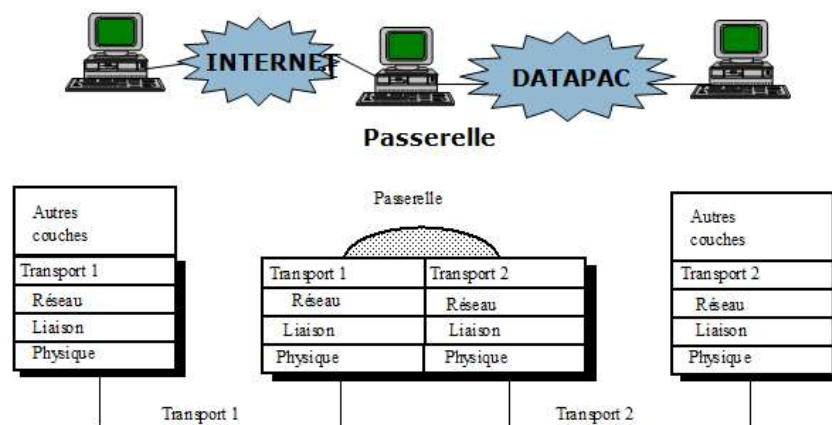 INTERNET
DATAPAC
Passerelle
Passerelle
Autres
couches
Transport 1
Réseau
Liaison
Physique
Transport 1
Réseau
Liaison
Physique
Transport 2
Réseau
Liaison
Physique
Autres
couches
Transport 2
Réseau
Liaison
Physique
Transport 1
Transport 2